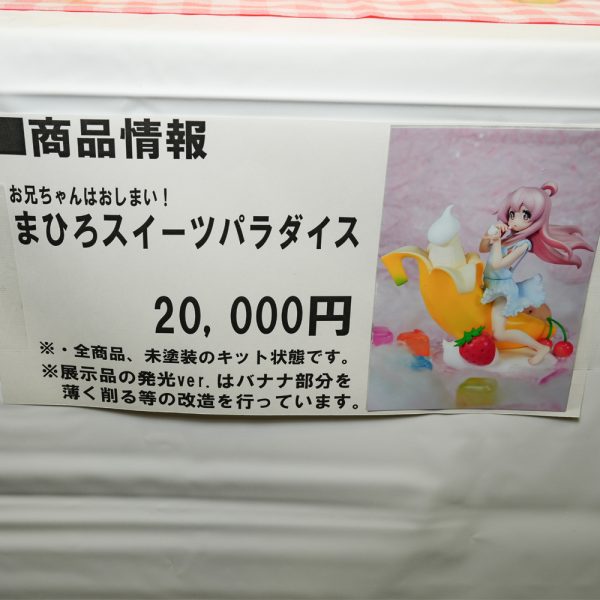 ■商品情報
お兄ちゃんはおしまい！
まひろスイーツパラダイス
20,000円
※・全商品、未塗装のキット状態です。
※展示品の発光ver.はバナナ部分を
薄く削る等の改造を行っています。